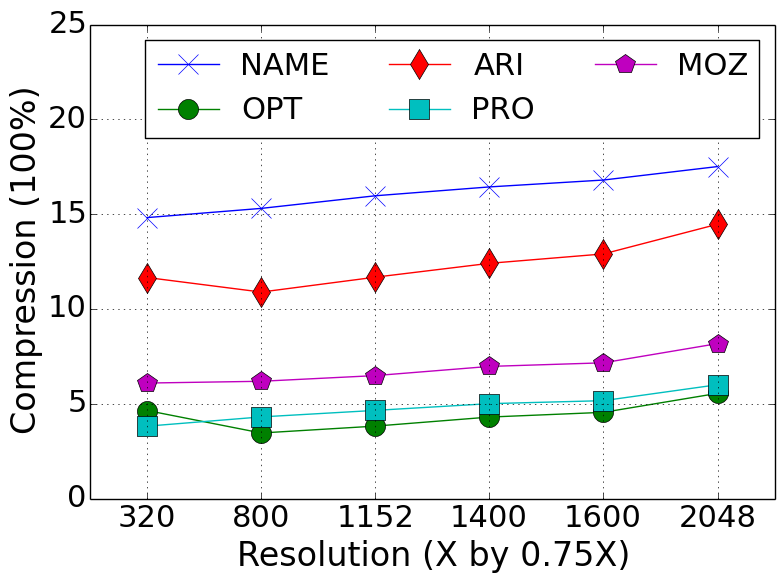 25
20
15
10
5
0
Compression (100%)
NAME ARI MOZ
OPT PRO
320 800 1152 1400 1600 2048
Resolution (X by 0.75X)